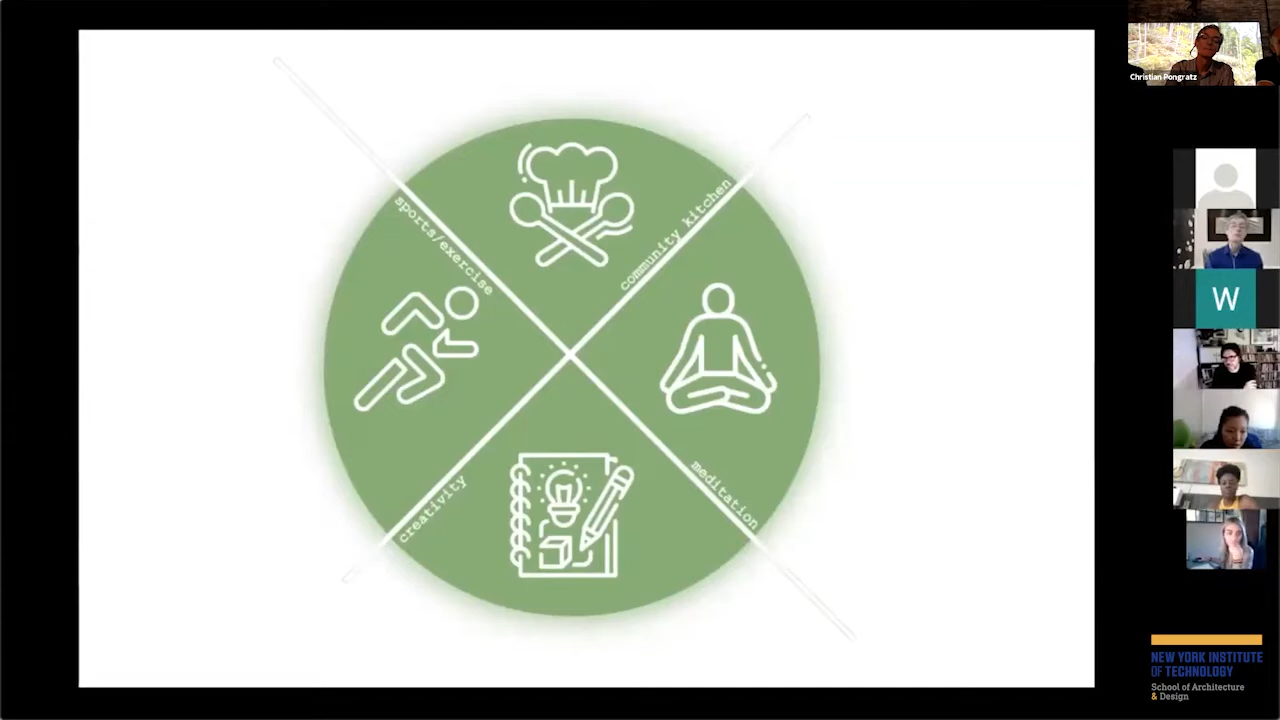 Christian Pongratz
sports/exercise
community kitchen
creativity
meditation
W
NEW YORK INSTITUTE
OF TECHNOLOGY
School of Architecture
& Design